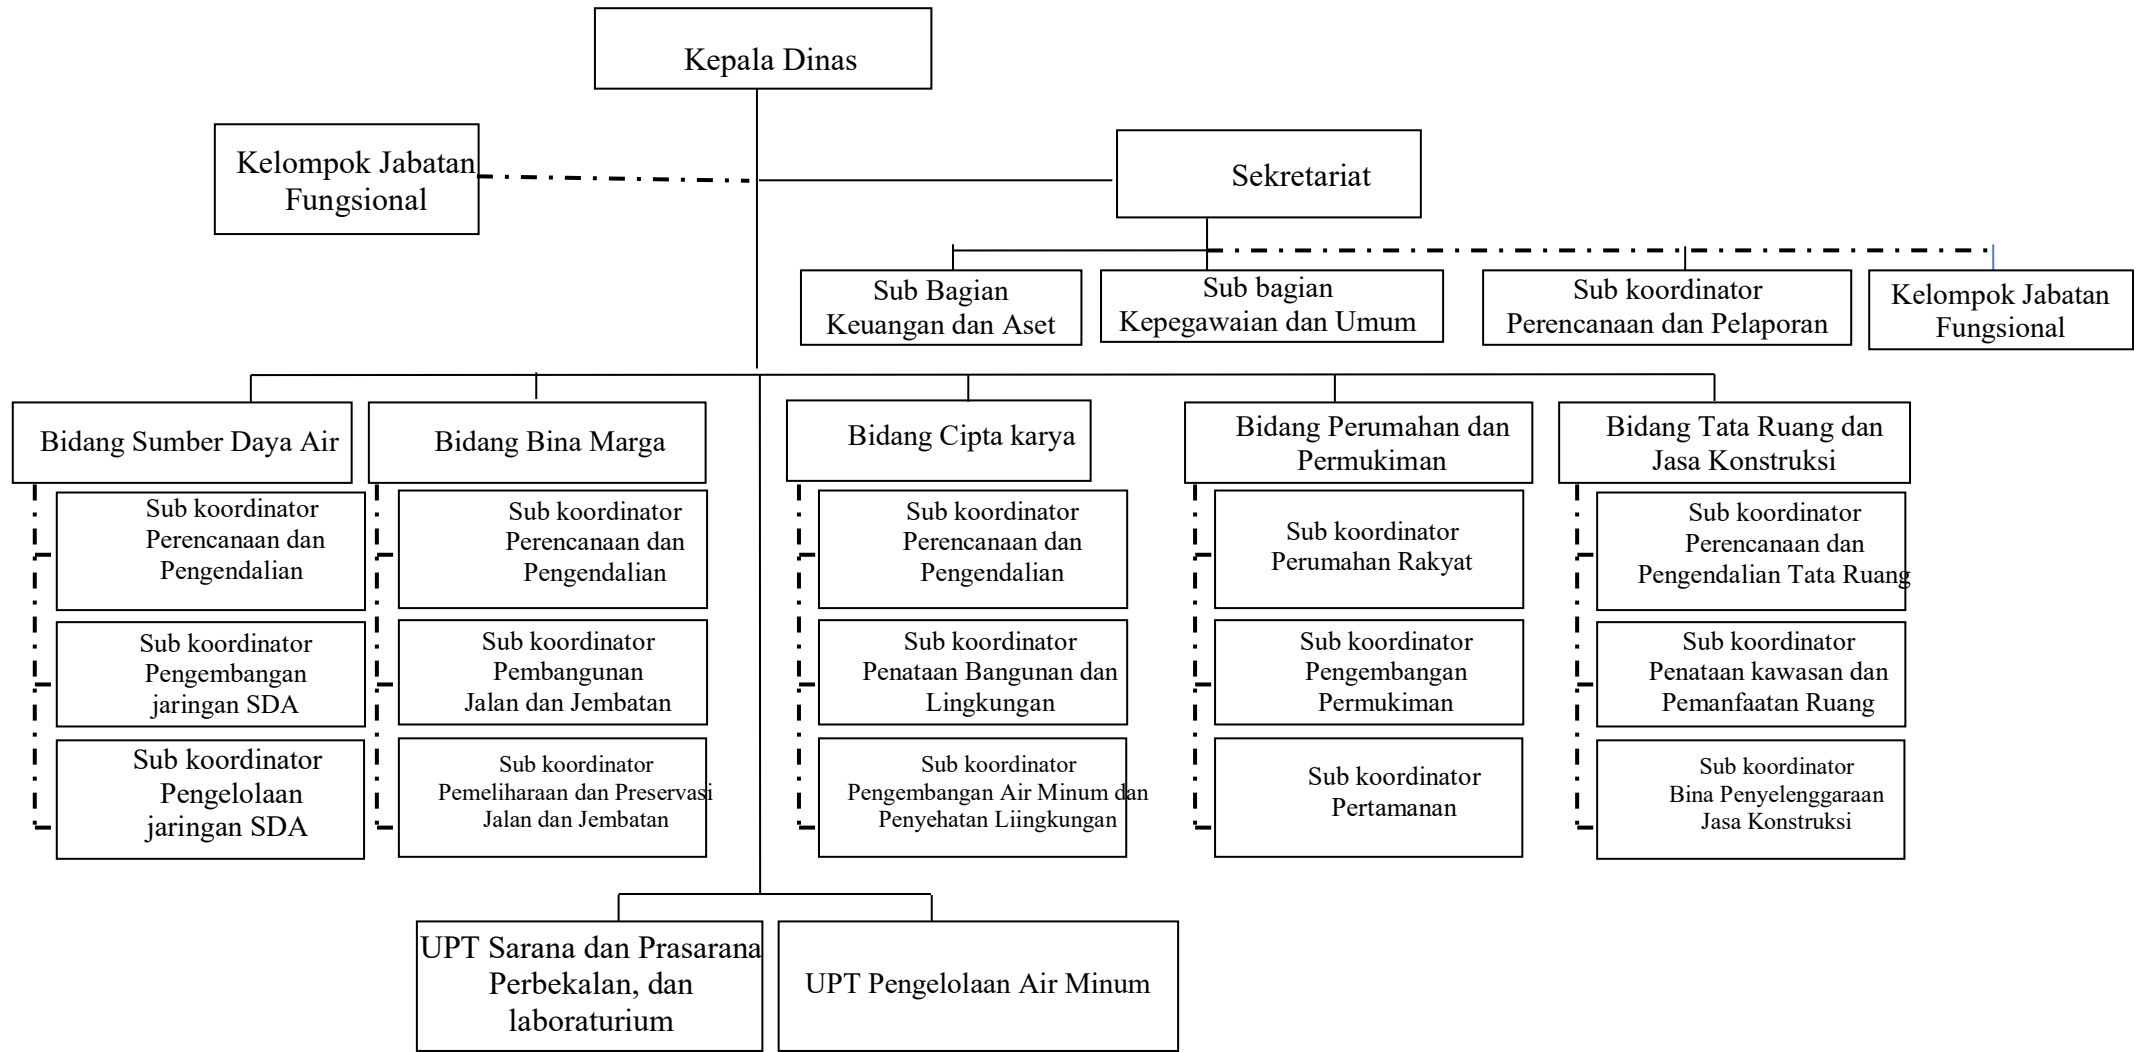 Kepala Dinas
Kelompok Jabatan
Fungsional
Sekretariat
Sub Bagian
Keuangan dan Aset
Sub bagian
Kepegawaian dan Umum
Sub koordinator
Perencanaan dan Pelaporan
Kelompok Jabatan
Fungsional
Bidang Sumber Daya Air
Bidang Bina Marga
Bidang Cipta karya
Bidang Perumahan dan
Permukiman
Bidang Tata Ruang dan
Jasa Konstruksi
Sub koordinator
Perencanaan dan
Pengendalian
Sub koordinator
Perencanaan dan
Pengendalian
Sub koordinator
Perencanaan dan
Pengendalian
Sub koordinator
Perumahan Rakyat
Sub koordinator
Perencanaan dan
Pengendalian Tata Ruang
Sub koordinator
Pengembangan
jaringan SDA
Sub koordinator
Pembangunan
Jalan dan Jembatan
Sub koordinator
Penataan Bangunan dan
Lingkungan
Sub koordinator
Pengembangan
Permukiman
Sub koordinator
Penataan kawasan dan
Pemanfaatan Ruang
Sub koordinator
Pengelolaan
jaringan SDA
Sub koordinator
Pemeliharaan dan Preservasi
Jalan dan Jembatan
Sub koordinator
Pengembangan Air Minum dan
Penyehatan Liingkungan
Sub koordinator
Pertamanan
Sub koordinator
Bina Penyelenggaraan
Jasa Konstruksi
UPT Sarana dan Prasarana
Perbekalan, dan
laboraturium
UPT Pengelolaan Air Minum